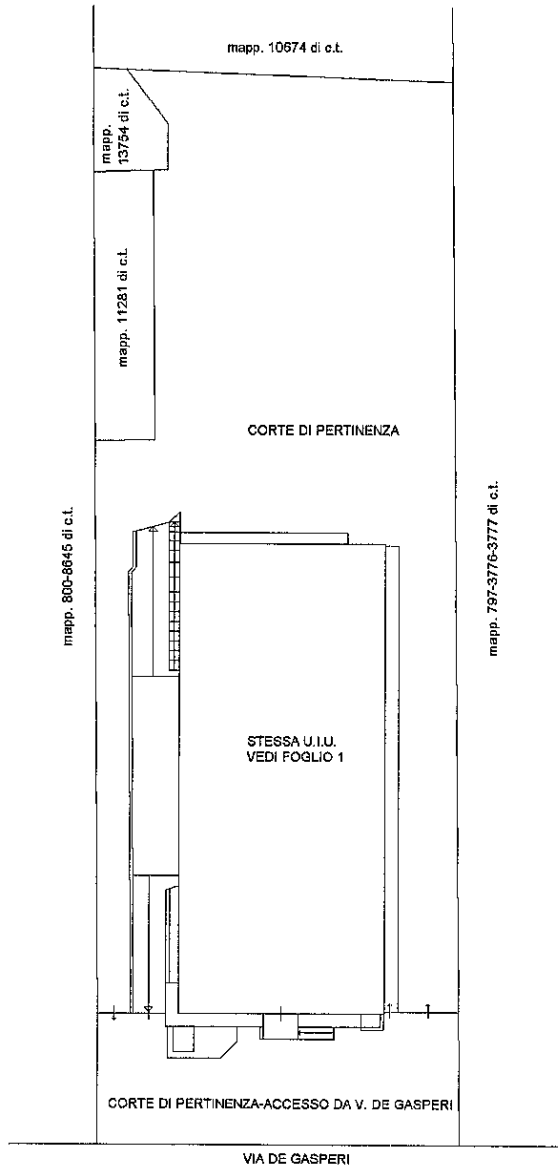 mapp. 10674 di c.t.
mapp.
13754 di c.t.
mapp. 11281 di c.t.
CORTE DI PERTINENZA
mapp. 800-8645 di c.t.
mapp. 797-3776-3777 di c.t.
STESSA U.I.U.
VEDI FOGLIO 1
CORTE DI PERTINENZA-ACCESSO DA V. DE GASPERI
VIA DE GASPERI